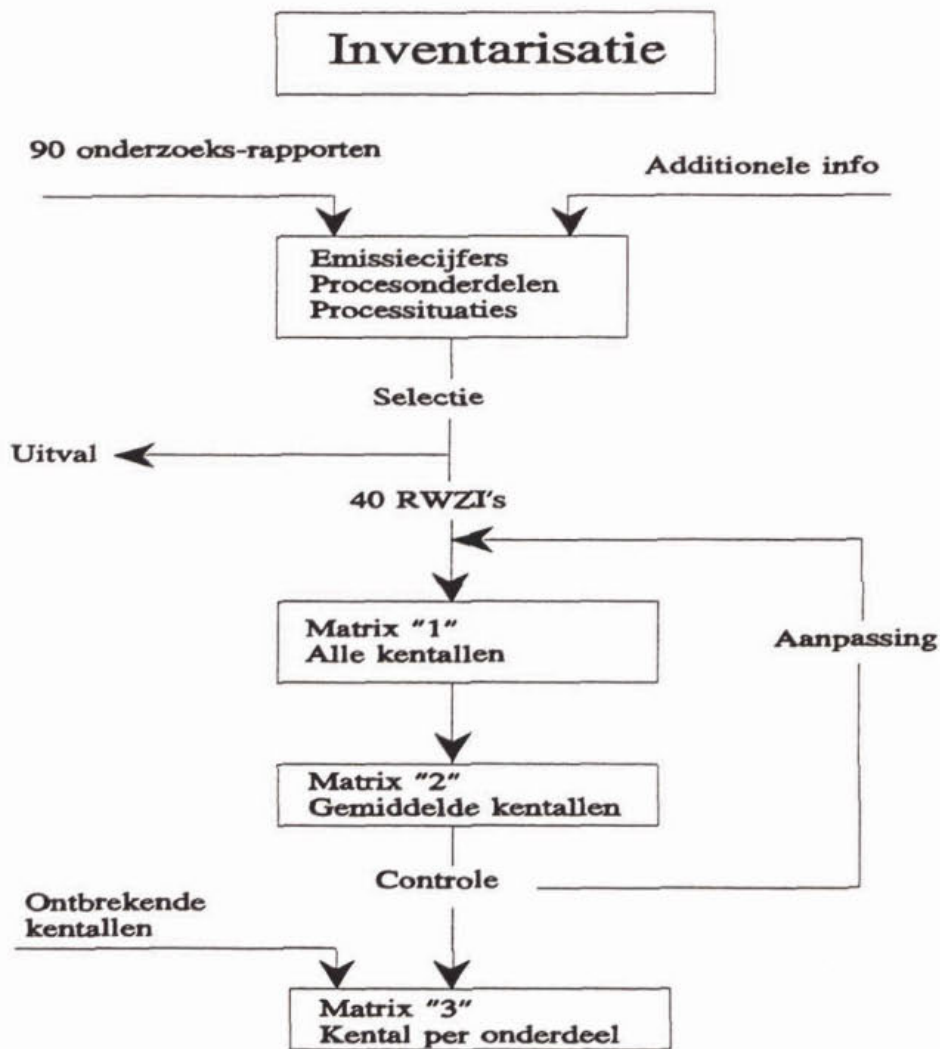 Inventarisatie
90 onderzoeks-rapporten
Additionele info
Emissiecijfers
Procesonderdelen
Processituaties
Selectie
Uitval
40 RWZI's
Matrix "1"
Alle kentallen
Aanpassing
Matrix "2"
Gemiddelde kentallen
Controle
Ontbrekende
kentallen
Matrix "3"
Kental per onderdeel